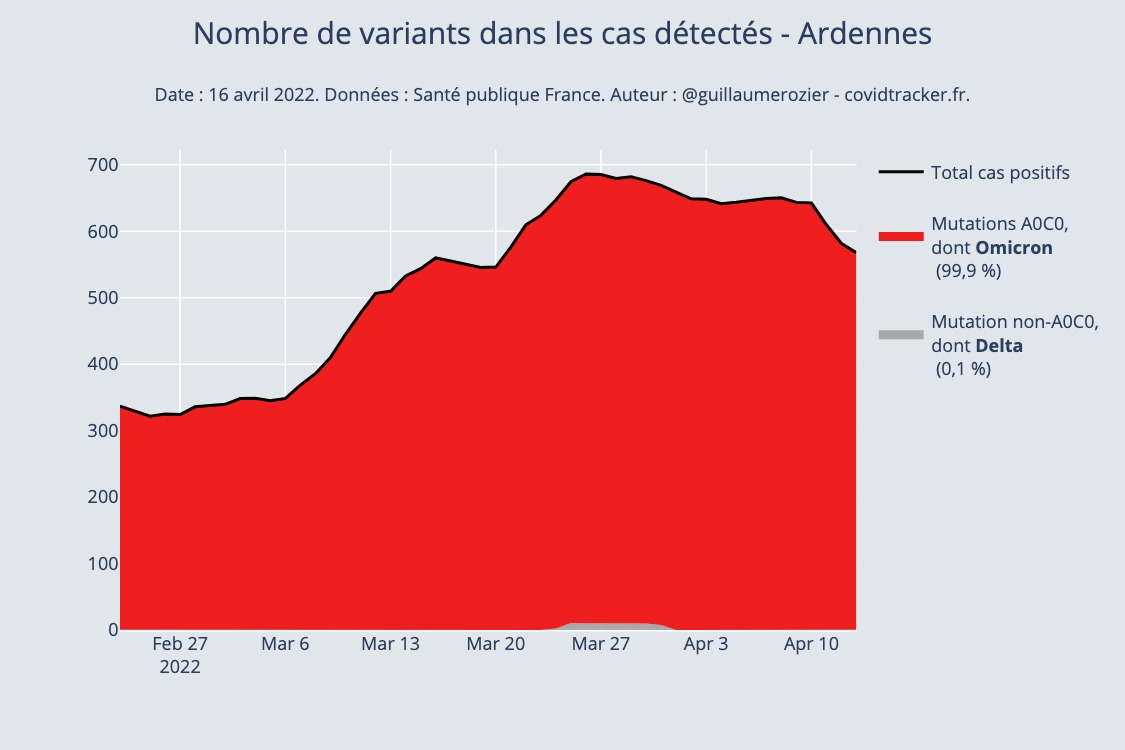 Nombre de variants dans les cas détectés - Ardennes
Date : 16 avril 2022. Données : Santé publique France. Auteur : @guillaumerozier - covidtracker.fr.
700
600
500
400
300
200
100
0
Feb 27
2022
Mar 6
Mar 13
Mar 20
Mar 27
Apr 3
Apr 10
Total cas positifs
Mutations A0C0,
dont Omicron
(99,9 %)
Mutation non-A0C0,
dont Delta
(0,1 %)